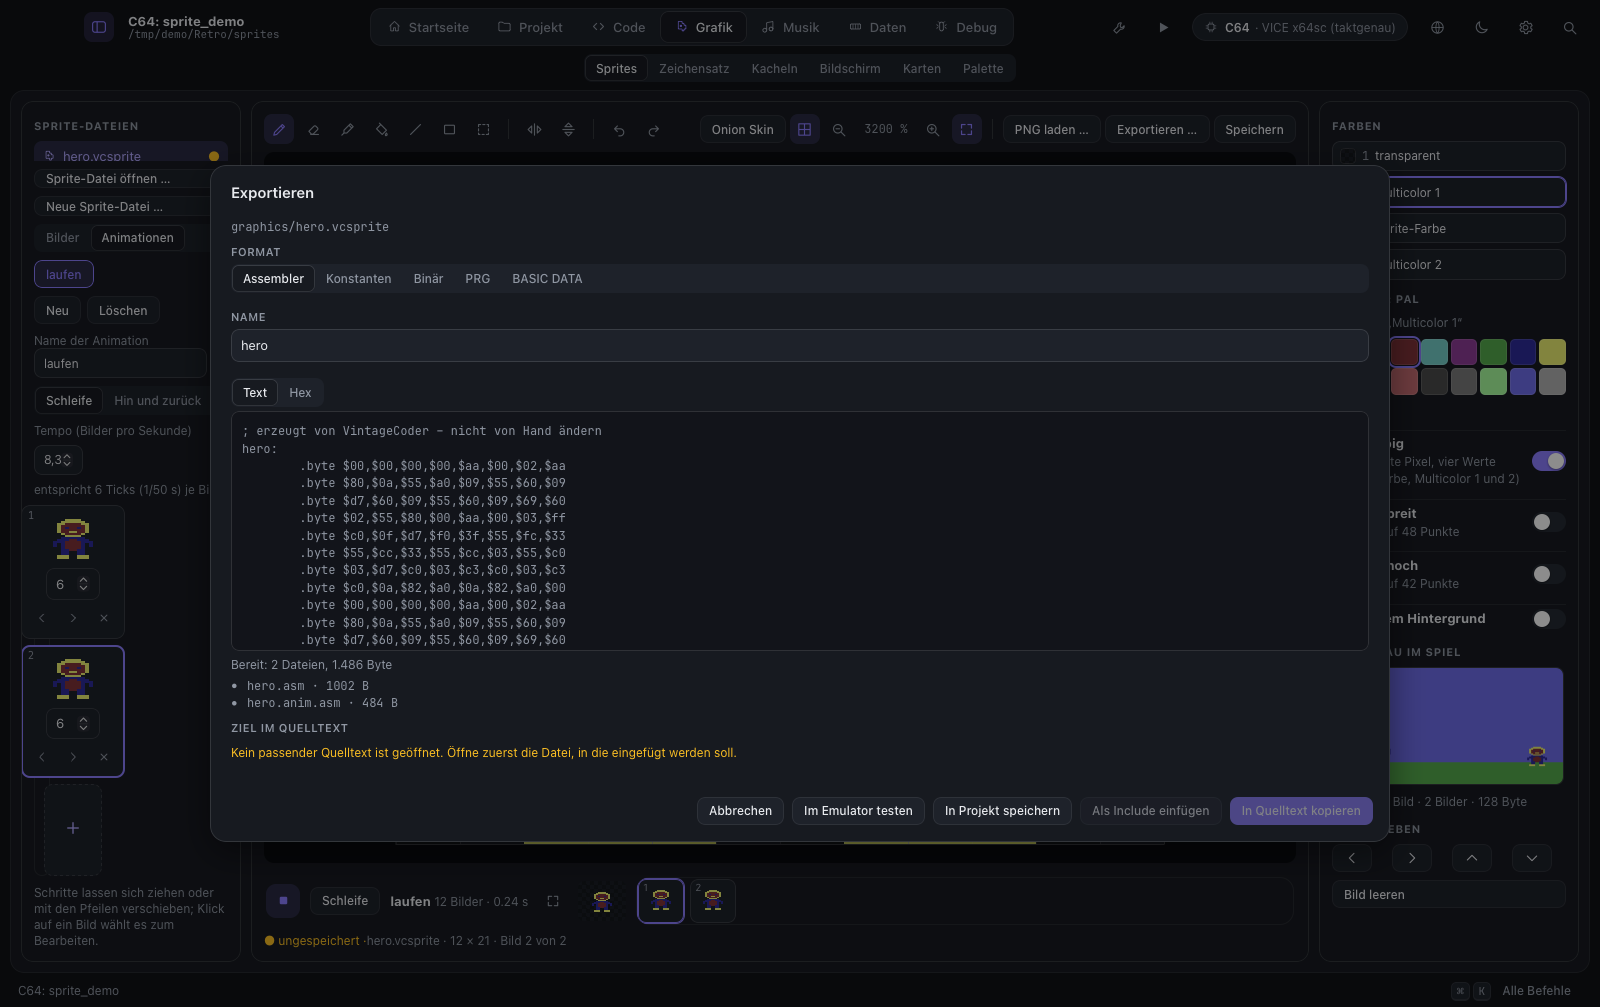 C64: sprite_demo
/tmp/demo/Retro/sprites
Startseite
Projekt
Code
Grafik
Musik
Daten
Debug
C64 · VICE x64sc (taktgenau)
Sprites
Zeichensatz
Kacheln
Bildschirm
Karten
Palette
SPRITE-DATEIEN
hero.vcsprite
Sprite-Datei öffnen ...
Neue Sprite-Datei ...
Bilder
Animationen
laufen
Neu
Löschen
Name der Animation
laufen
Schleife
Hin und zurück
Tempo (Bilder pro Sekunde)
8,3
entspricht 6 Ticks (1/50 s) je Bi
1
6
2
6
+
Schritte lassen sich ziehen oder
mit den Pfeilen verschieben; Klick
auf ein Bild wählt es zum
Bearbeiten.
Onion Skin
3200 %
PNG laden ...
Exportieren ...
Speichern
Exportieren
graphics/hero.vcsprite
FORMAT
Assembler
Konstanten
Binär
PRG
BASIC DATA
NAME
hero
Text
Hex
; erzeugt von VintageCoder – nicht von Hand ändern
hero:
.byte $00,$00,$00,$00,$aa,$00,$02,$aa
.byte $80,$0a,$55,$a0,$09,$55,$60,$09
.byte $d7,$60,$09,$55,$60,$09,$69,$60
.byte $02,$55,$80,$00,$aa,$00,$03,$ff
.byte $c0,$0f,$d7,$f0,$3f,$55,$fc,$33
.byte $55,$cc,$33,$55,$cc,$03,$55,$c0
.byte $03,$d7,$c0,$03,$c3,$c0,$03,$c3
.byte $c0,$0a,$82,$a0,$0a,$82,$a0,$00
.byte $00,$00,$00,$00,$aa,$00,$02,$aa
.byte $80,$0a,$55,$a0,$09,$55,$60,$09
.byte $d7,$60,$09,$55,$60,$09,$69,$60
Bereit: 2 Dateien, 1.486 Byte
• hero.asm · 1002 B
• hero.anim.asm · 484 B
ZIEL IM QUELLTEXT
Kein passender Quelltext ist geöffnet. Öffne zuerst die Datei, in die eingefügt werden soll.
Abbrechen
Im Emulator testen
In Projekt speichern
Als Include einfügen
In Quelltext kopieren
Schleife
laufen 12 Bilder · 0.24 s
1
2
ungespeichert ·hero.vcsprite · 12 × 21 · Bild 2 von 2
FARBEN
1 transparent
ulticolor 1
rite-Farbe
ulticolor 2
PAL
Multicolor 1"
big
te Pixel, vier Werte
rbe, Multicolor 1 und 2)
breit
uf 48 Punkte
hoch
uf 42 Punkte
em Hintergrund
AU IM SPIEL
Bild · 2 Bilder · 128 Byte
EBEN
Bild leeren
C64: sprite_demo
⌘ K Alle Befehle